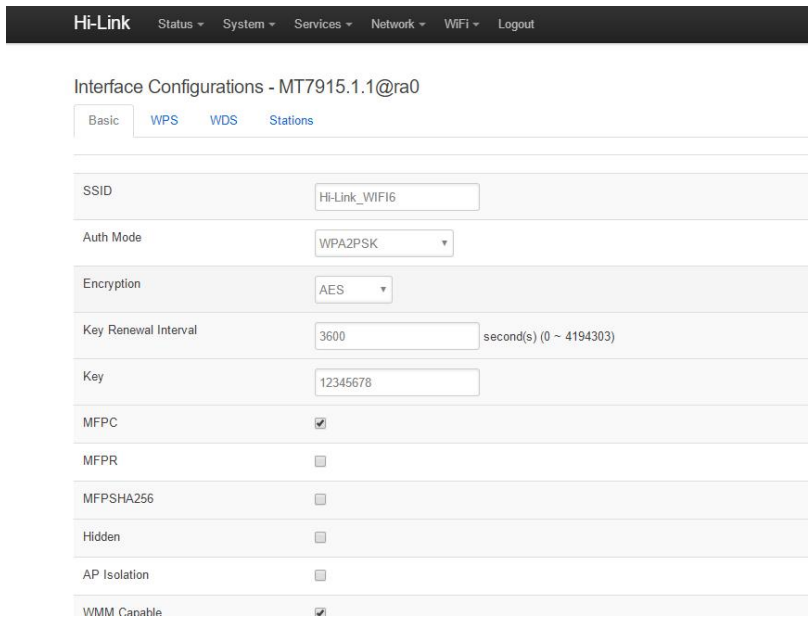 Hi-Link Status System Services Network WiFi Logout
Interface Configurations - MT7915.1.1@ra0
Basic WPS WDS Stations
SSID Hi-Link_WIFI6
Auth Mode WPA2PSK
Encryption AES
Key Renewal Interval 3600 second(s) (0 ~ 4194303)
Key 12345678
MFPC
MFPR
MFPSHA256
Hidden
AP Isolation
WMM Capable